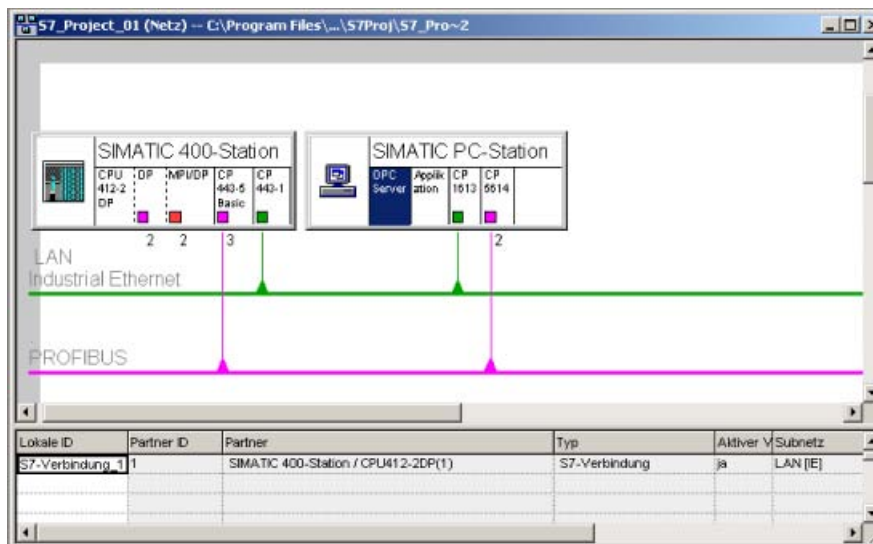 S7_Project_01 (Netz) -- C:\Program Files\...\S7Proj\S7_Pro~2
SIMATIC 400-Station
CPU 412-2 DP
DP
MPI/DP
CP 443-5 Basic
CP 443-1
2 2 3
SIMATIC PC-Station
OPC Server
Applik ation
CP 1613
CP 5614
2
LAN
Industrial Ethernet
PROFIBUS
Lokale ID Partner ID Partner Typ Aktiver V Subnetz
S7-Verbindung_1 1 SIMATIC 400-Station / CPU412-2DP(1) S7-Verbindung ja LAN [IE]